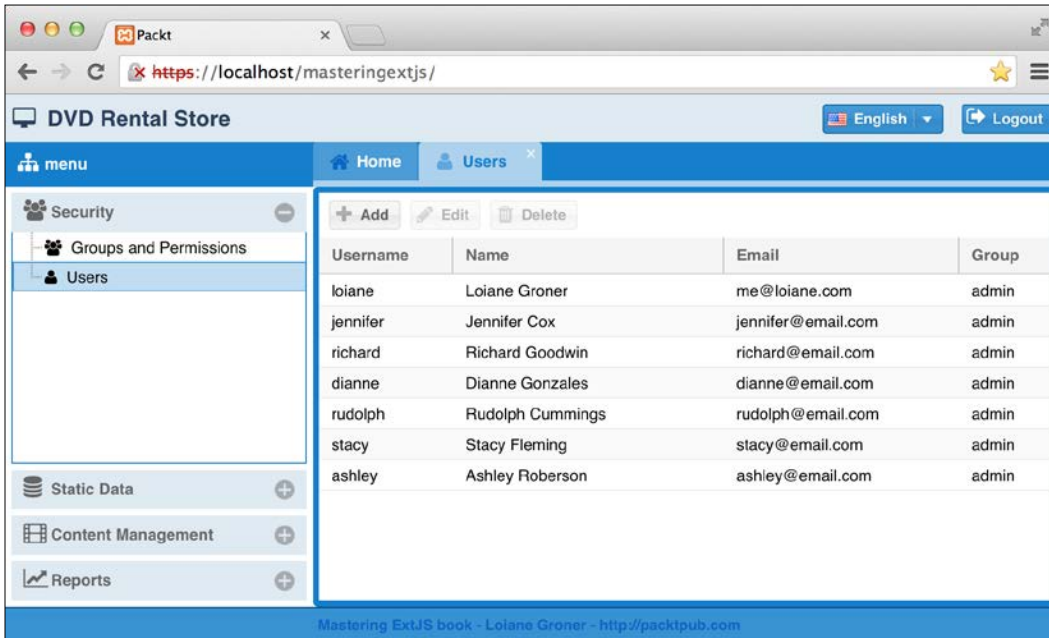 Packt
https://localhost/masteringextjs/
DVD Rental Store
English
Logout
menu
Home
Users
Security
Groups and Permissions
Users
Static Data
Content Management
Reports
Add Edit Delete
Username Name Email Group
loiane Loiane Groner me@loiane.com admin
jennifer Jennifer Cox jennifer@email.com admin
richard Richard Goodwin richard@email.com admin
dianne Dianne Gonzales dianne@email.com admin
rudolph Rudolph Cummings rudolph@email.com admin
stacy Stacy Fleming stacy@email.com admin
ashley Ashley Roberson ashley@email.com admin
Mastering ExtJS book - Loiane Groner - http://packtpub.com